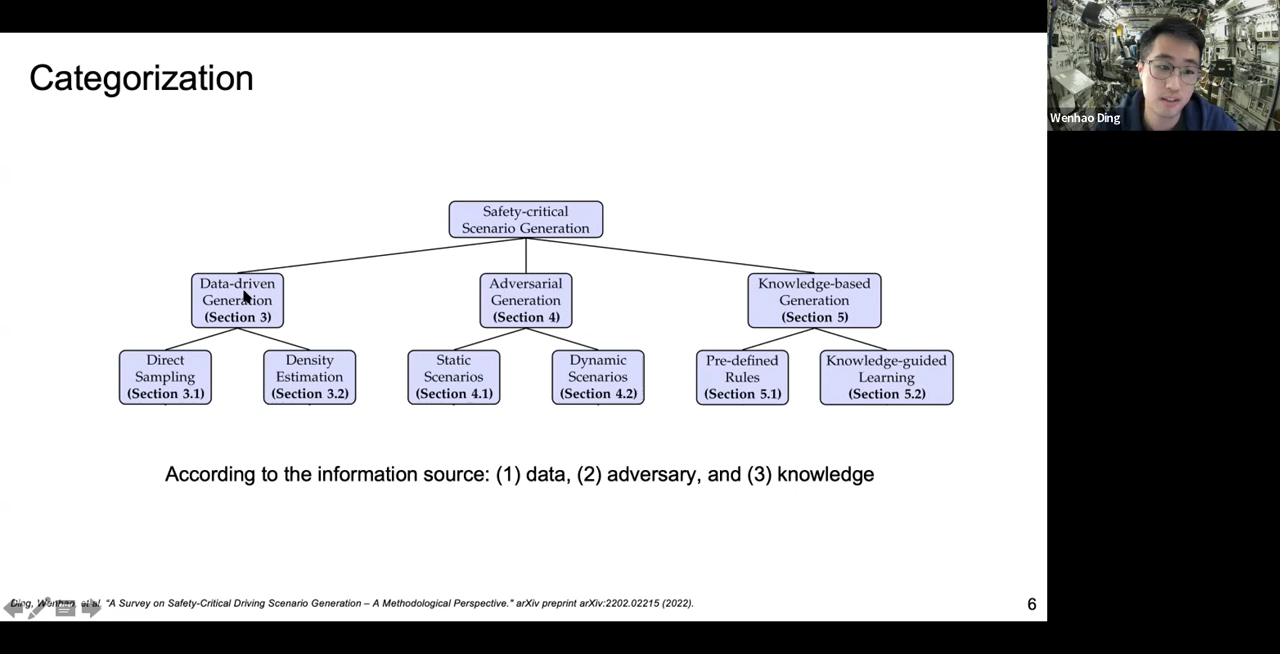 Categorization
Wenhao Ding
Safety-critical
Scenario Generation
Data-driven
Generation
(Section 3)
Adversarial
Generation
(Section 4)
Knowledge-based
Generation
(Section 5)
Direct
Sampling
(Section 3.1)
Density
Estimation
(Section 3.2)
Static
Scenarios
(Section 4.1)
Dynamic
Scenarios
(Section 4.2)
Pre-defined
Rules
(Section 5.1)
Knowledge-guided
Learning
(Section 5.2)
According to the information source: (1) data, (2) adversary, and (3) knowledge
Ding, Wenhao, et al. "A Survey on Safety-Critical Driving Scenario Generation – A Methodological Perspective." arXiv preprint arXiv:2202.02215 (2022).
6